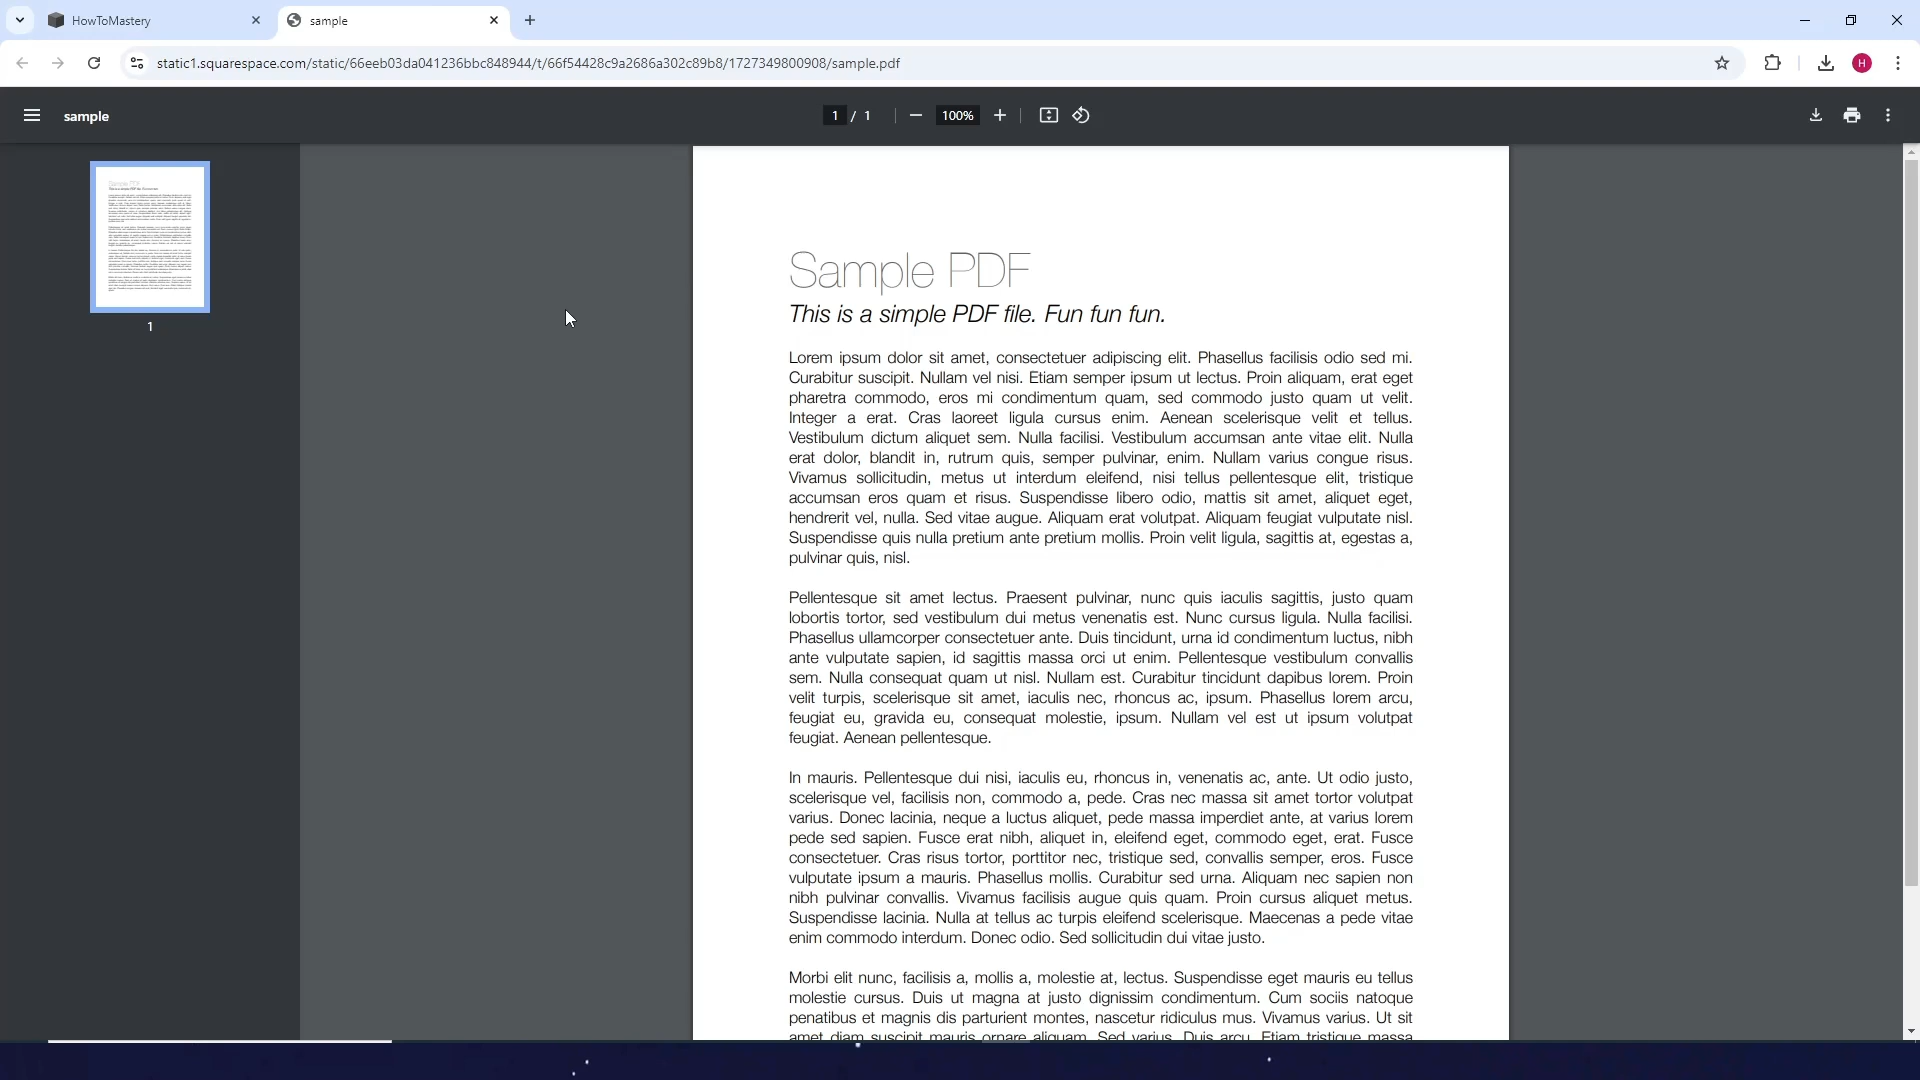 HowToMastery
sample
static1.squarespace.com/static/66eeb03da041236bbc848944/t/66f54428c9a2686a302c89b8/1727349800908/sample.pdf
H
sample
1 / 1
100%
1
Sample PDF
This is a simple PDF file. Fun fun fun.
Lorem ipsum dolor sit amet, consectetuer adipiscing elit. Phasellus facilisis odio sed mi.
Curabitur suscipit. Nullam vel nisi. Etiam semper ipsum ut lectus. Proin aliquam, erat eget
pharetra commodo, eros mi condimentum quam, sed commodo justo quam ut velit.
Integer a erat. Cras laoreet ligula cursus enim. Aenean scelerisque velit et tellus.
Vestibulum dictum aliquet sem. Nulla facilisi. Vestibulum accumsan ante vitae elit. Nulla
erat dolor, blandit in, rutrum quis, semper pulvinar, enim. Nullam varius congue risus.
Vivamus sollicitudin, metus ut interdum eleifend, nisi tellus pellentesque elit, tristique
accumsan eros quam et risus. Suspendisse libero odio, mattis sit amet, aliquet eget,
hendrerit vel, nulla. Sed vitae augue. Aliquam erat volutpat. Aliquam feugiat vulputate nisl.
Suspendisse quis nulla pretium ante pretium mollis. Proin velit ligula, sagittis at, egestas a,
pulvinar quis, nisl.
Pellentesque sit amet lectus. Praesent pulvinar, nunc quis iaculis sagittis, justo quam
lobortis tortor, sed vestibulum dui metus venenatis est. Nunc cursus ligula. Nulla facilisi.
Phasellus ullamcorper consectetuer ante. Duis tincidunt, urna id condimentum luctus, nibh
ante vulputate sapien, id sagittis massa orci ut enim. Pellentesque vestibulum convallis
sem. Nulla consequat quam ut nisl. Nullam est. Curabitur tincidunt dapibus lorem. Proin
velit turpis, scelerisque sit amet, iaculis nec, rhoncus ac, ipsum. Phasellus lorem arcu,
feugiat eu, gravida eu, consequat molestie, ipsum. Nullam vel est ut ipsum volutpat
feugiat. Aenean pellentesque.
In mauris. Pellentesque dui nisi, iaculis eu, rhoncus in, venenatis ac, ante. Ut odio justo,
scelerisque vel, facilisis non, commodo a, pede. Cras nec massa sit amet tortor volutpat
varius. Donec lacinia, neque a luctus aliquet, pede massa imperdiet ante, at varius lorem
pede sed sapien. Fusce erat nibh, aliquet in, eleifend eget, commodo eget, erat. Fusce
consectetuer. Cras risus tortor, porttitor nec, tristique sed, convallis semper, eros. Fusce
vulputate ipsum a mauris. Phasellus mollis. Curabitur sed urna. Aliquam nec sapien non
nibh pulvinar convallis. Vivamus facilisis augue quis quam. Proin cursus aliquet metus.
Suspendisse lacinia. Nulla at tellus ac turpis eleifend scelerisque. Maecenas a pede vitae
enim commodo interdum. Donec odio. Sed sollicitudin dui vitae justo.
Morbi elit nunc, facilisis a, mollis a, molestie at, lectus. Suspendisse eget mauris eu tellus
molestie cursus. Duis ut magna at justo dignissim condimentum. Cum sociis natoque
penatibus et magnis dis parturient montes, nascetur ridiculus mus. Vivamus varius. Ut sit
amet diam suscipit mauris ornare aliquam. Sed varius. Duis arcu. Etiam tristique massa